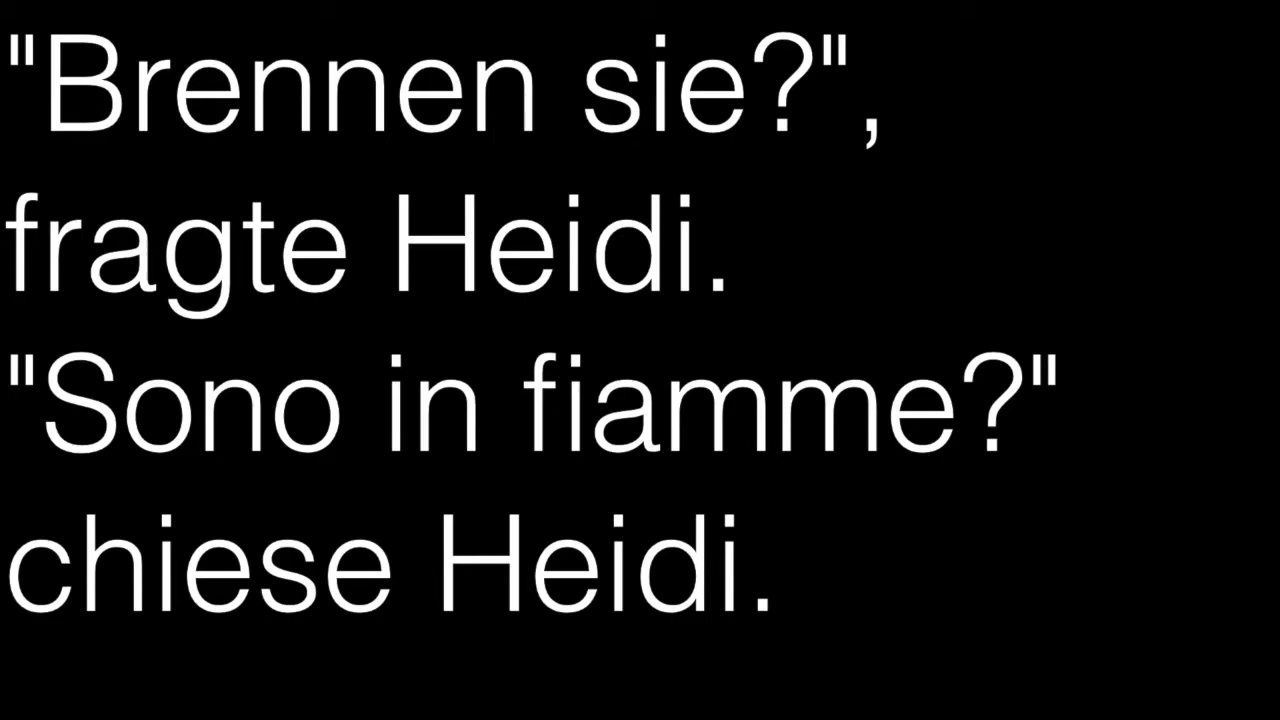 "Brennen sie?",
fragte Heidi.
"Sono in fiamme?"
chiese Heidi.